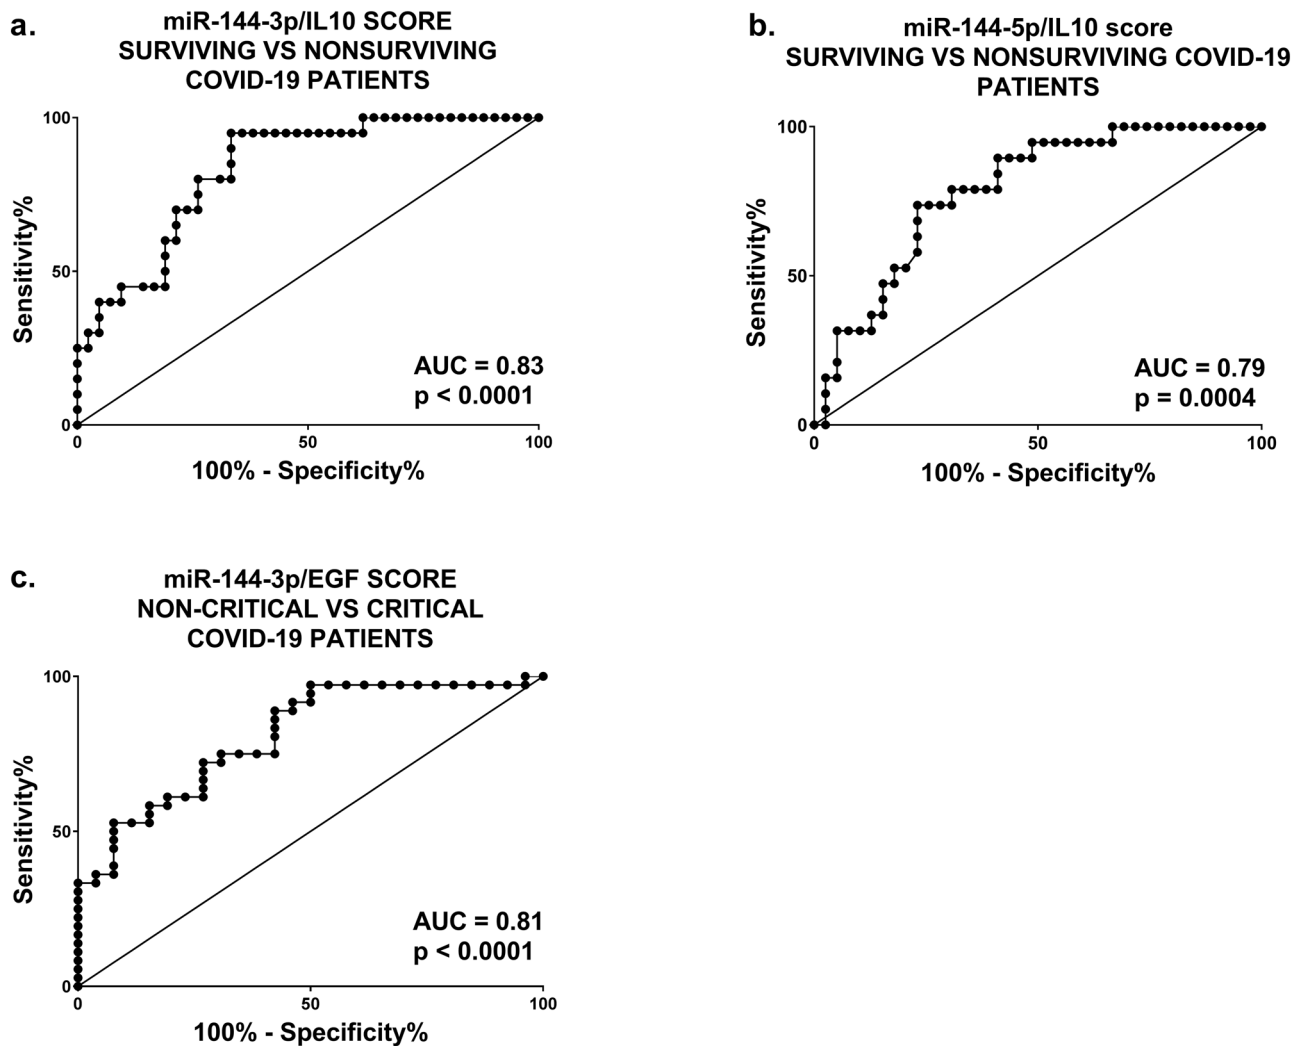 a.
miR-144-3p/IL10 SCORE
SURVIVING VS NONSURVIVING
COVID-19 PATIENTS
100
50
0
Sensitivity%
AUC = 0.83
p < 0.0001
0 50 100
100% - Specificity%
b.
miR-144-5p/IL10 score
SURVIVING VS NONSURVIVING COVID-19
PATIENTS
100
50
0
Sensitivity%
AUC = 0.79
p = 0.0004
0 50 100
100% - Specificity%
c.
miR-144-3p/EGF SCORE
NON-CRITICAL VS CRITICAL
COVID-19 PATIENTS
100
50
0
Sensitivity%
AUC = 0.81
p < 0.0001
0 50 100
100% - Specificity%